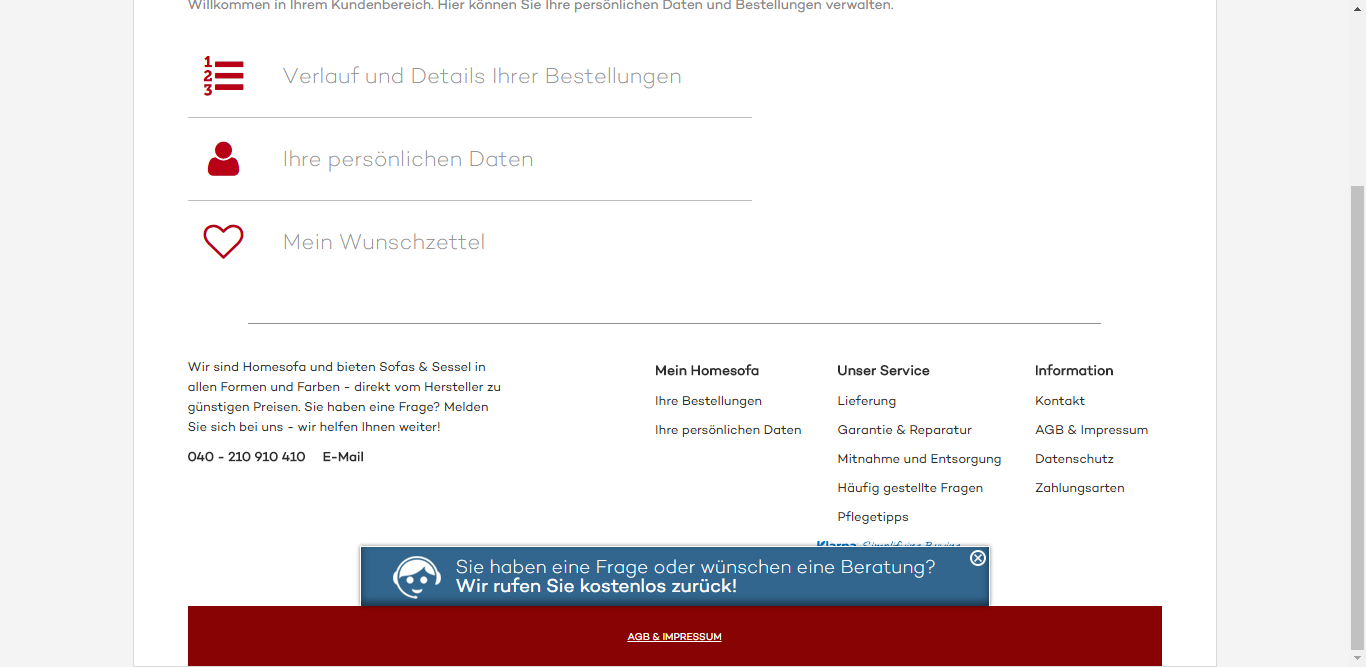 Willkommen in Ihrem Kundenbereich. Hier können Sie Ihre persönlichen Daten und Bestellungen verwalten.
1
2
3
Verlauf und Details Ihrer Bestellungen
Ihre persönlichen Daten
Mein Wunschzettel
Wir sind Homesofa und bieten Sofas & Sessel in
allen Formen und Farben - direkt vom Hersteller zu
günstigen Preisen. Sie haben eine Frage? Melden
Sie sich bei uns - wir helfen Ihnen weiter!
040 - 210 910 410 E-Mail
Mein Homesofa
Ihre Bestellungen
Ihre persönlichen Daten
Unser Service
Lieferung
Garantie & Reparatur
Mitnahme und Entsorgung
Häufig gestellte Fragen
Pflegetipps
Information
Kontakt
AGB & Impressum
Datenschutz
Zahlungsarten
Klarna Simplifying Buying
Sie haben eine Frage oder wünschen eine Beratung?
Wir rufen Sie kostenlos zurück!
AGB & IMPRESSUM